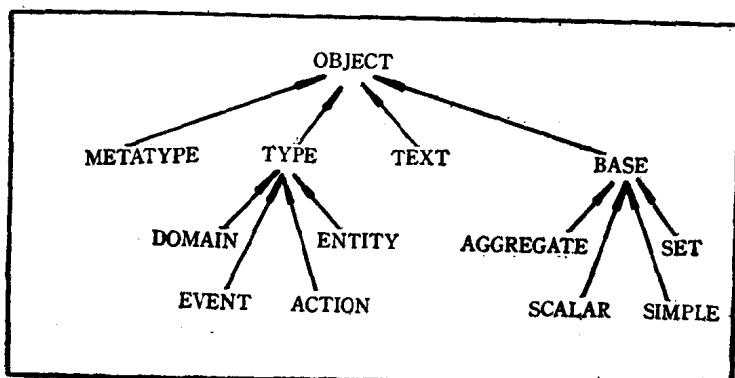 OBJECT
METATYPE TYPE TEXT BASE
DOMAIN ENTITY AGGREGATE SET
EVENT ACTION SCALAR SIMPLE